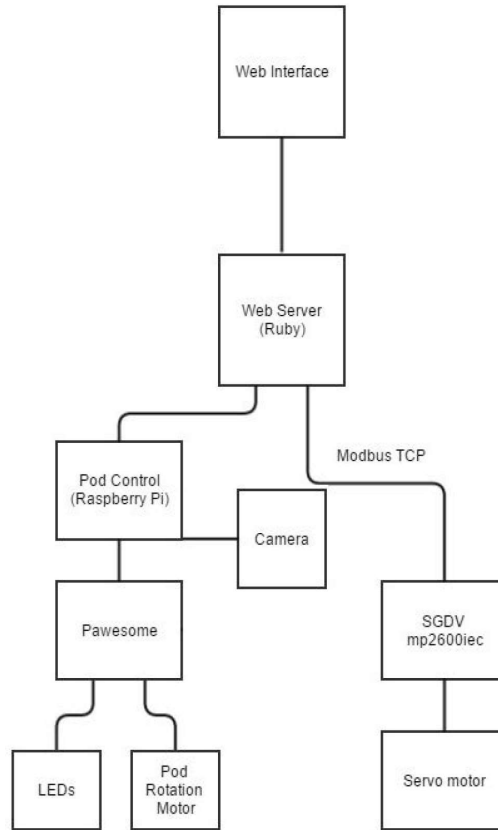 Web Interface
Web Server
(Ruby)
Modbus TCP
Pod Control
(Raspberry Pi)
Camera
Pawesome
SGDV
mp2600iec
LEDs
Pod
Rotation
Motor
Servo motor